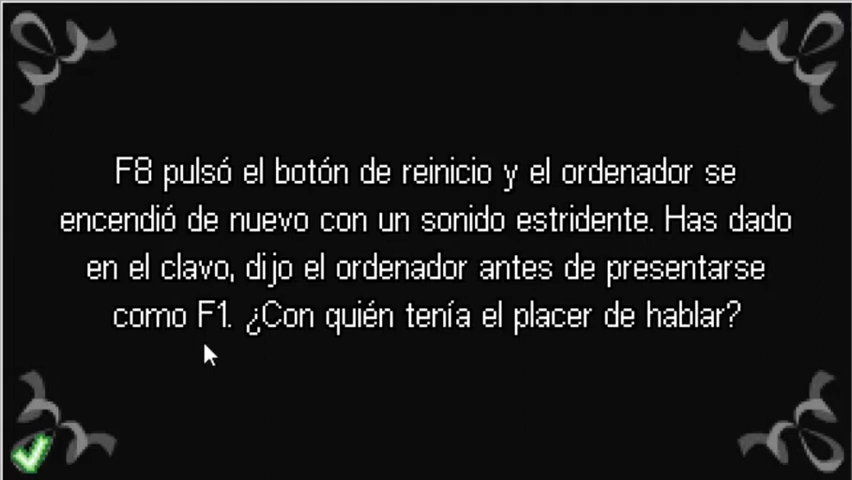 F8 pulsó el botón de reinicio y el ordenador se
encendió de nuevo con un sonido estridente. Has dado
en el clavo, dijo el ordenador antes de presentarse
como F1. ¿Con quién tenía el placer de hablar?